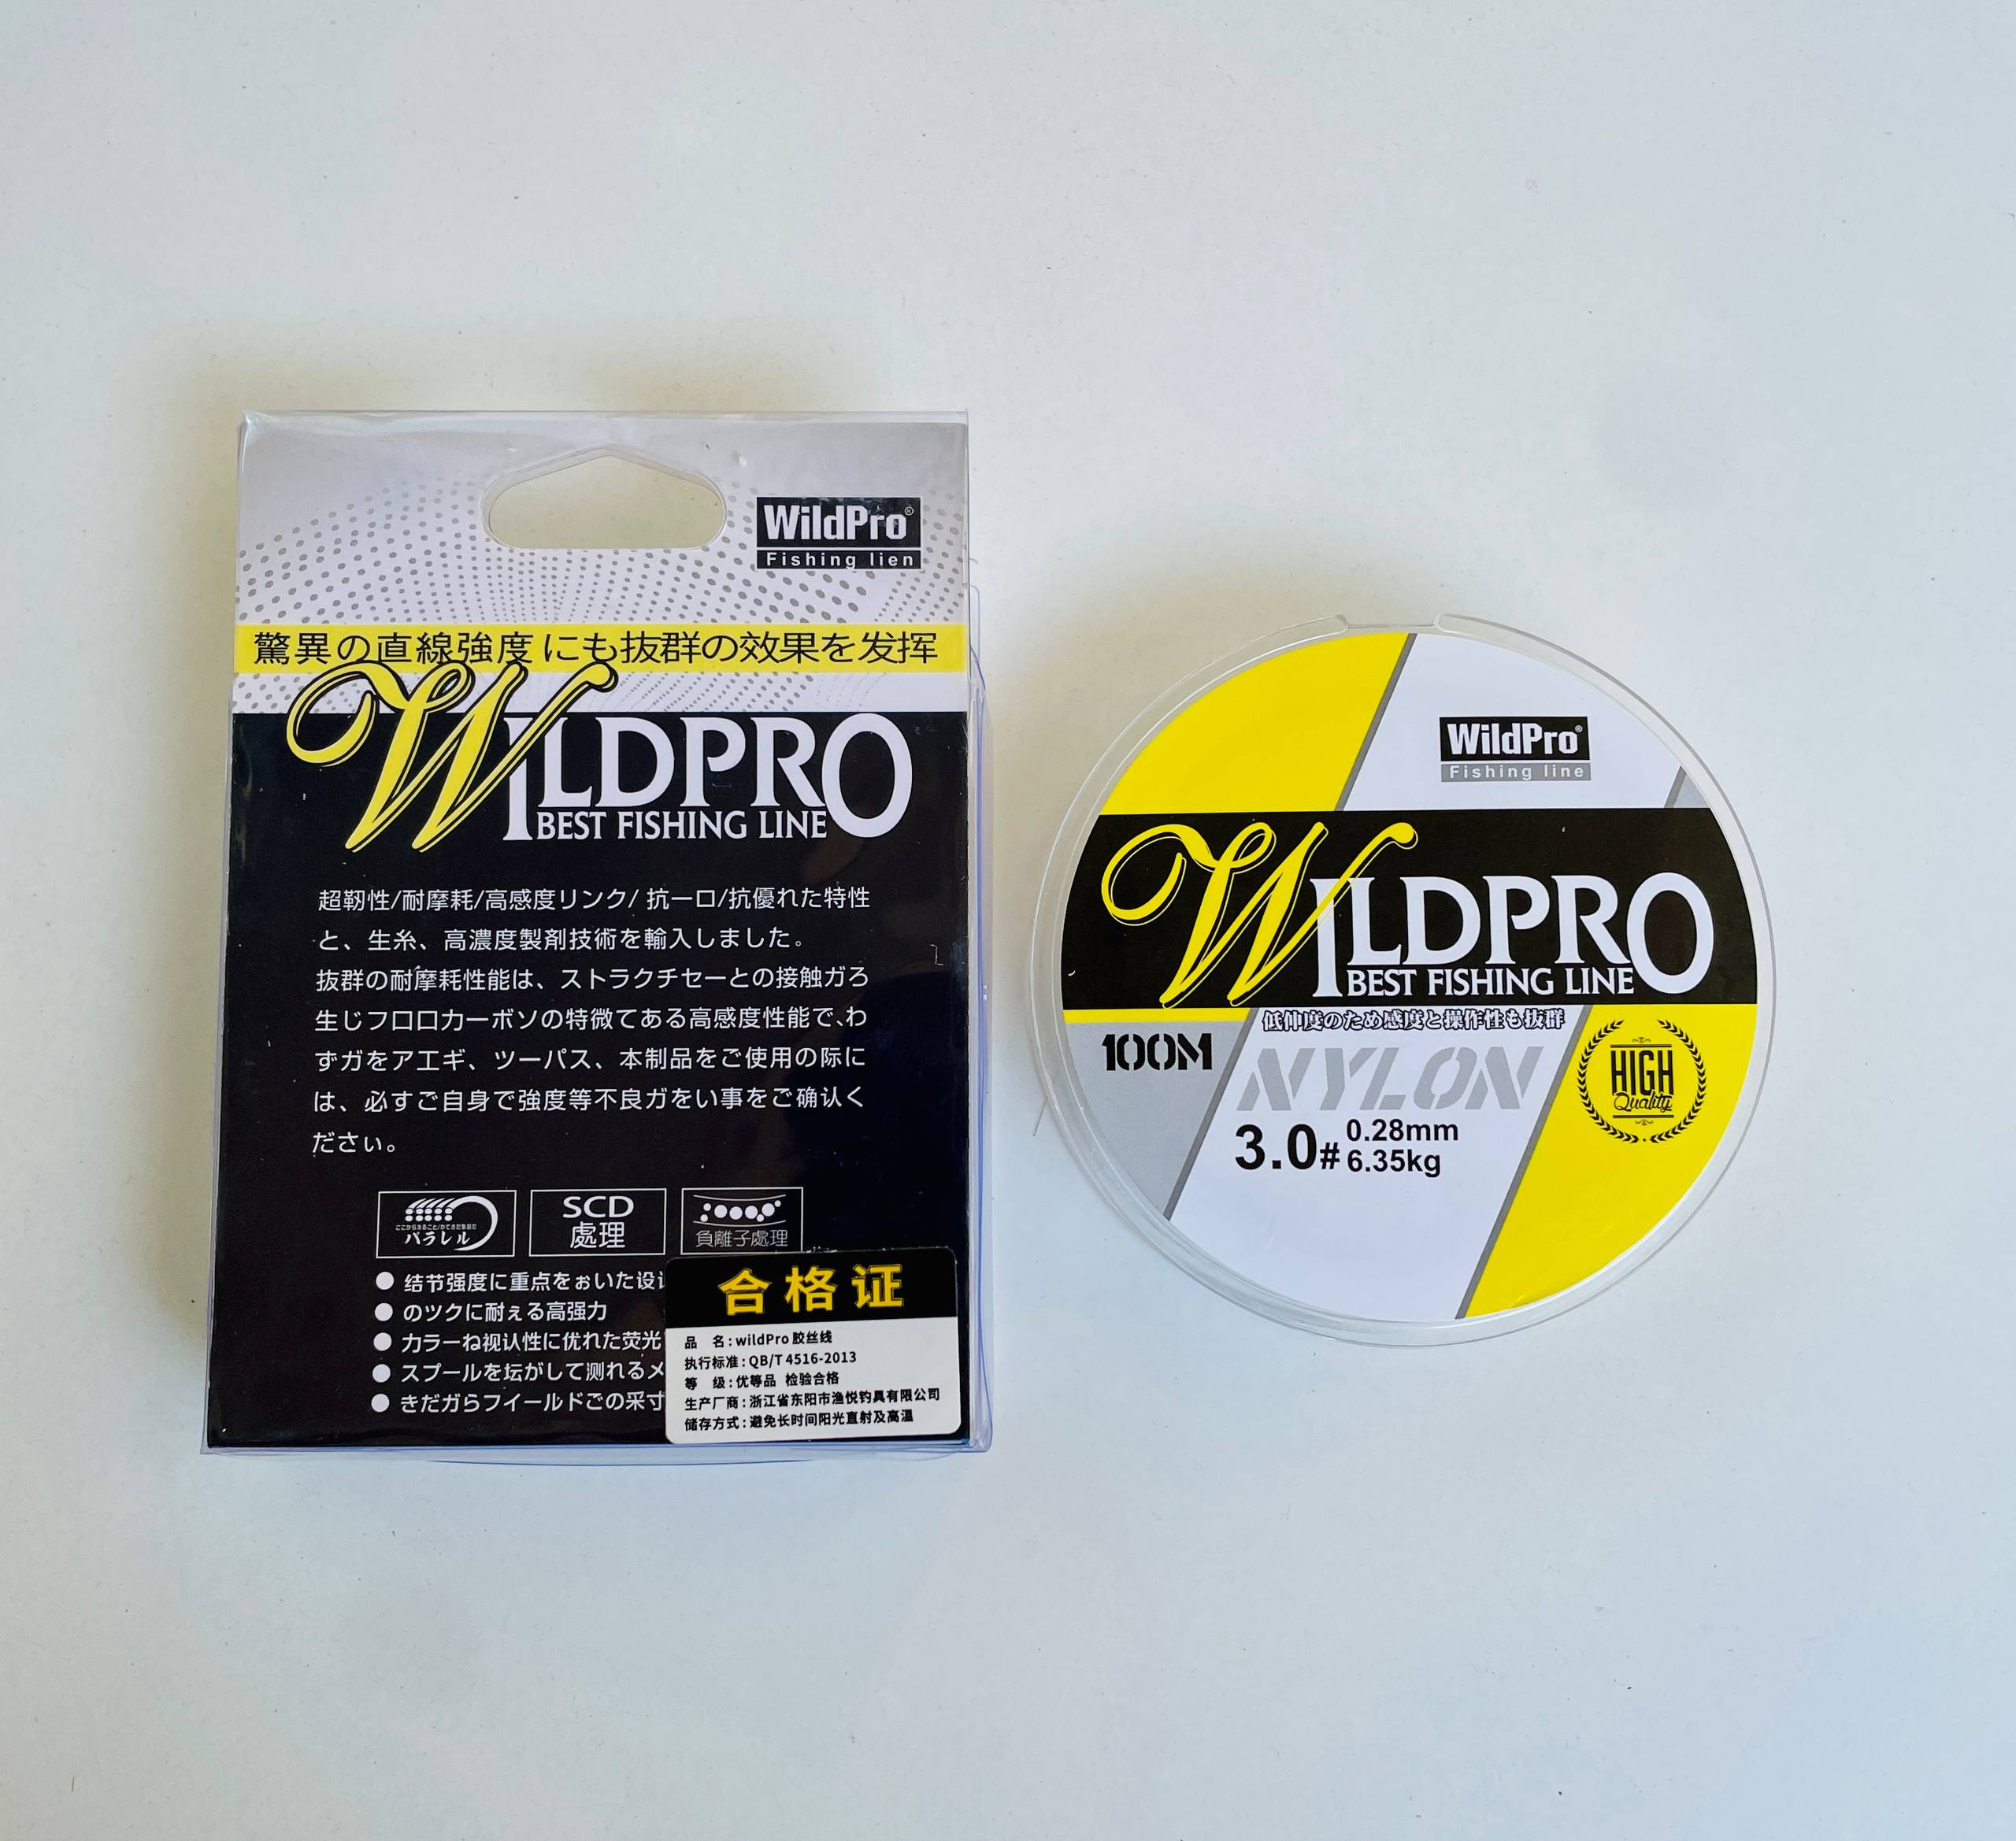 WildPro®
Fishing lien
驚異の直線強度にも抜群の效果を发挥
WILDPRO
BEST FISHING LINE
超韧性/耐摩耗/高感度リンク/ 抗一口/抗優れた特性
と、生糸、高濃度製剤技術を輸入しました。
抜群の耐摩耗性能は、ストラクチセーとの接触ガろ
生じフロロカーボソの特微てある高感度性能で、わ
ずガをアエギ、ツーパス、本制品をご使用の际に
は、必すご自身で強度等不良ガをい事をご确认く
ださい。
パラレル
SCD
處理
負離子處理
● 结节强度に重点をぉいた设
● のツクに耐ぇる高强力
● カラーね视认性に优れた荧光
● スプールを坛がして测れるメ
● きだガらフイールドごの采寸
合格证
品 名:wildPro 胶丝线
执行标准:QB/T 4516-2013
等 级:优等品 检验合格
生产厂商:浙江省东阳市渔悦钓具有限公司
储存方式:避免长时间阳光直射及高温
WildPro®
Fishing line
WILDPRO
BEST FISHING LINE
低伸度のため感度と操作性も抜群
100M
NYLON
3.0# 0.28mm
6.35kg
HIGH
Quality